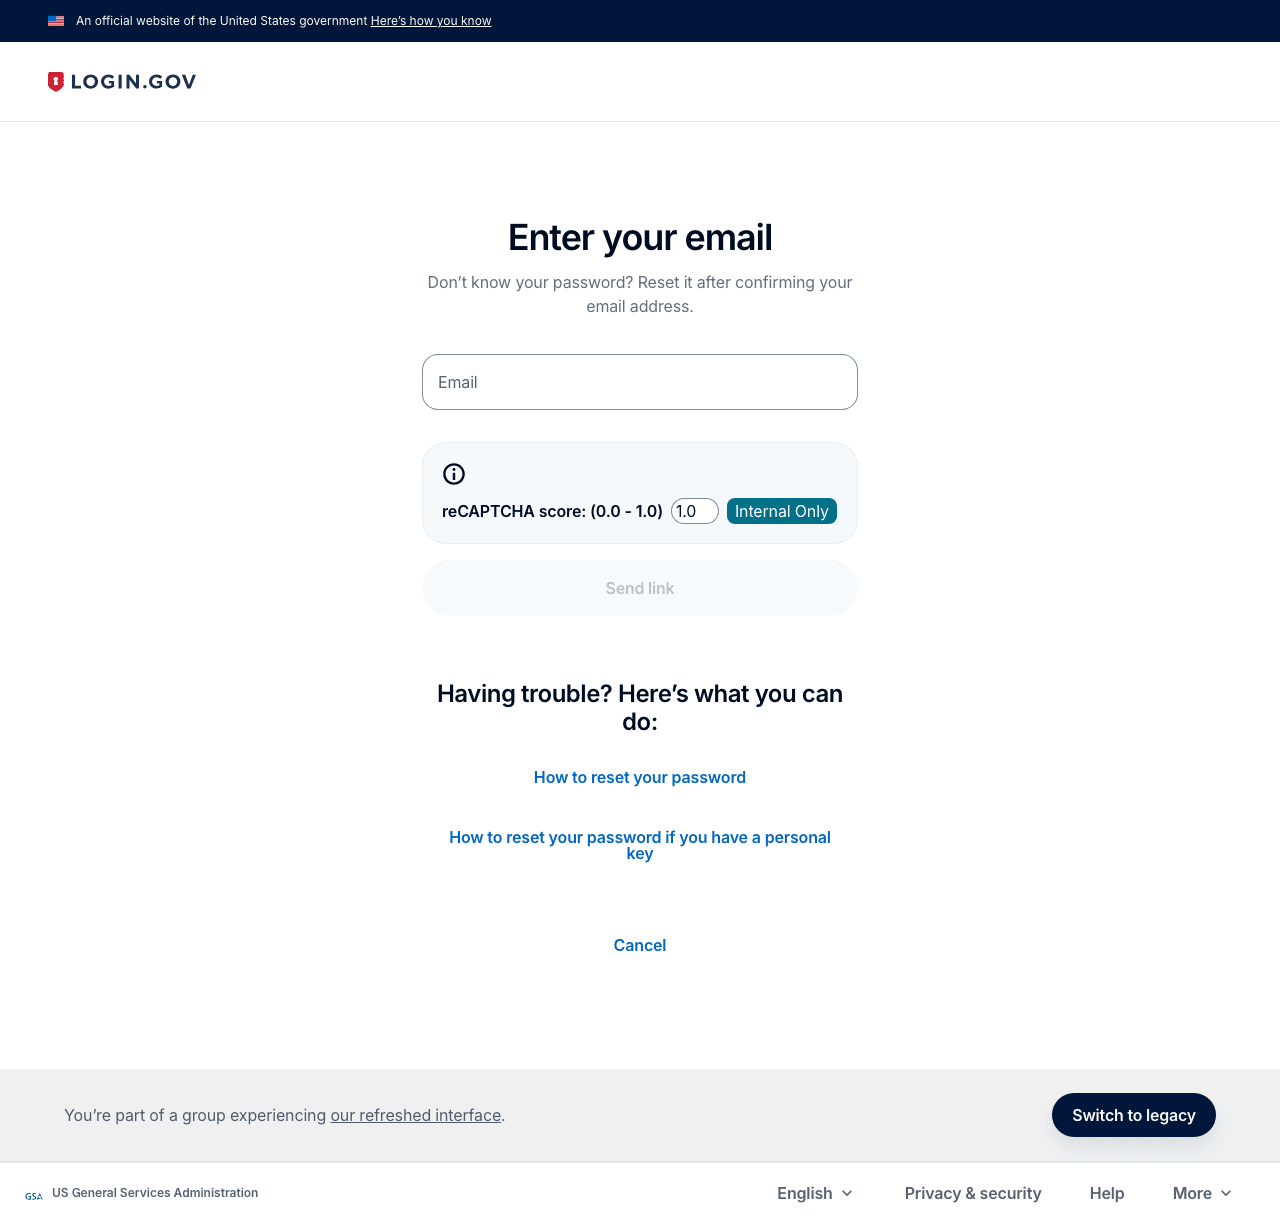 An official website of the United States government Here’s how you know
LOGIN.GOV
Enter your email
Don’t know your password? Reset it after confirming your
email address.
Email
reCAPTCHA score: (0.0 - 1.0) 1.0 Internal Only
Send link
Having trouble? Here’s what you can
do:
How to reset your password
How to reset your password if you have a personal
key
Cancel
You’re part of a group experiencing our refreshed interface.
Switch to legacy
GSA US General Services Administration
English
Privacy & security
Help
More